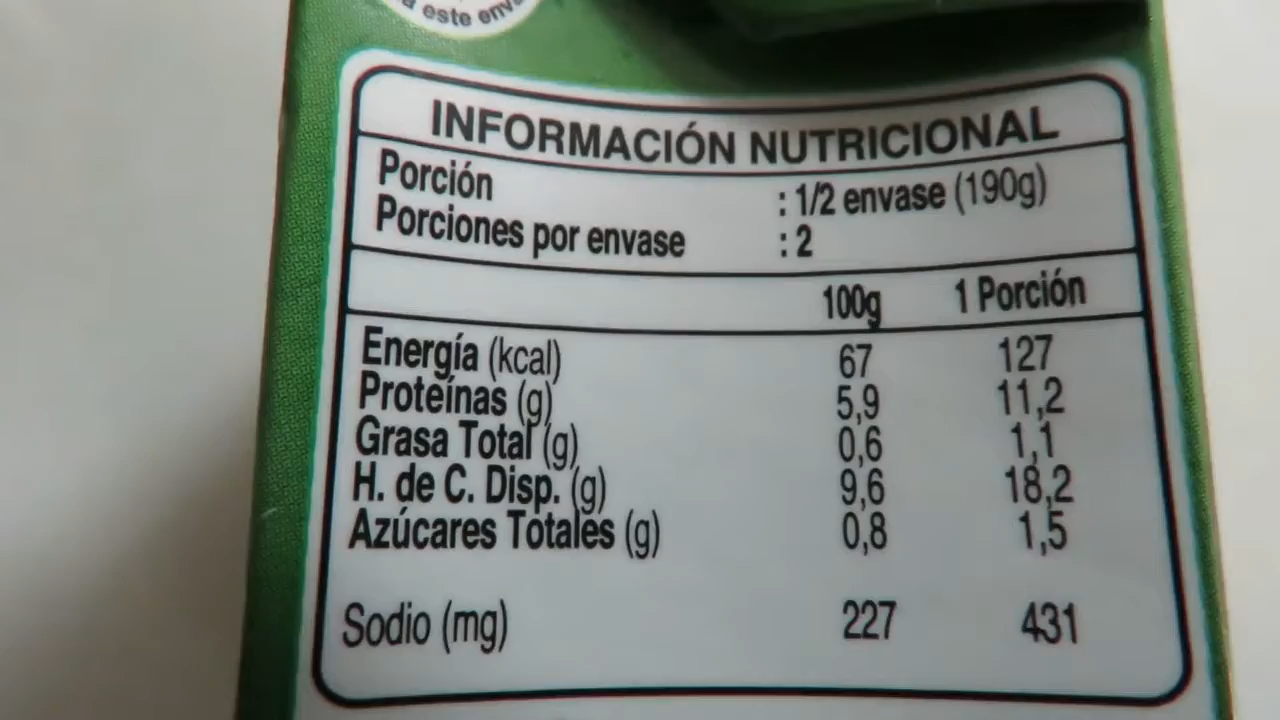 este
INFORMACIÓN NUTRICIONAL
Porción : 1/2 envase (190g)
Porciones por envase : 2
100g 1 Porción
Energía (kcal) 67 127
Proteínas (g) 5,9 11,2
Grasa Total (g) 0,6 1,1
H. de C. Disp. (g) 9,6 18,2
Azúcares Totales (g) 0,8 1,5
Sodio (mg) 227 431